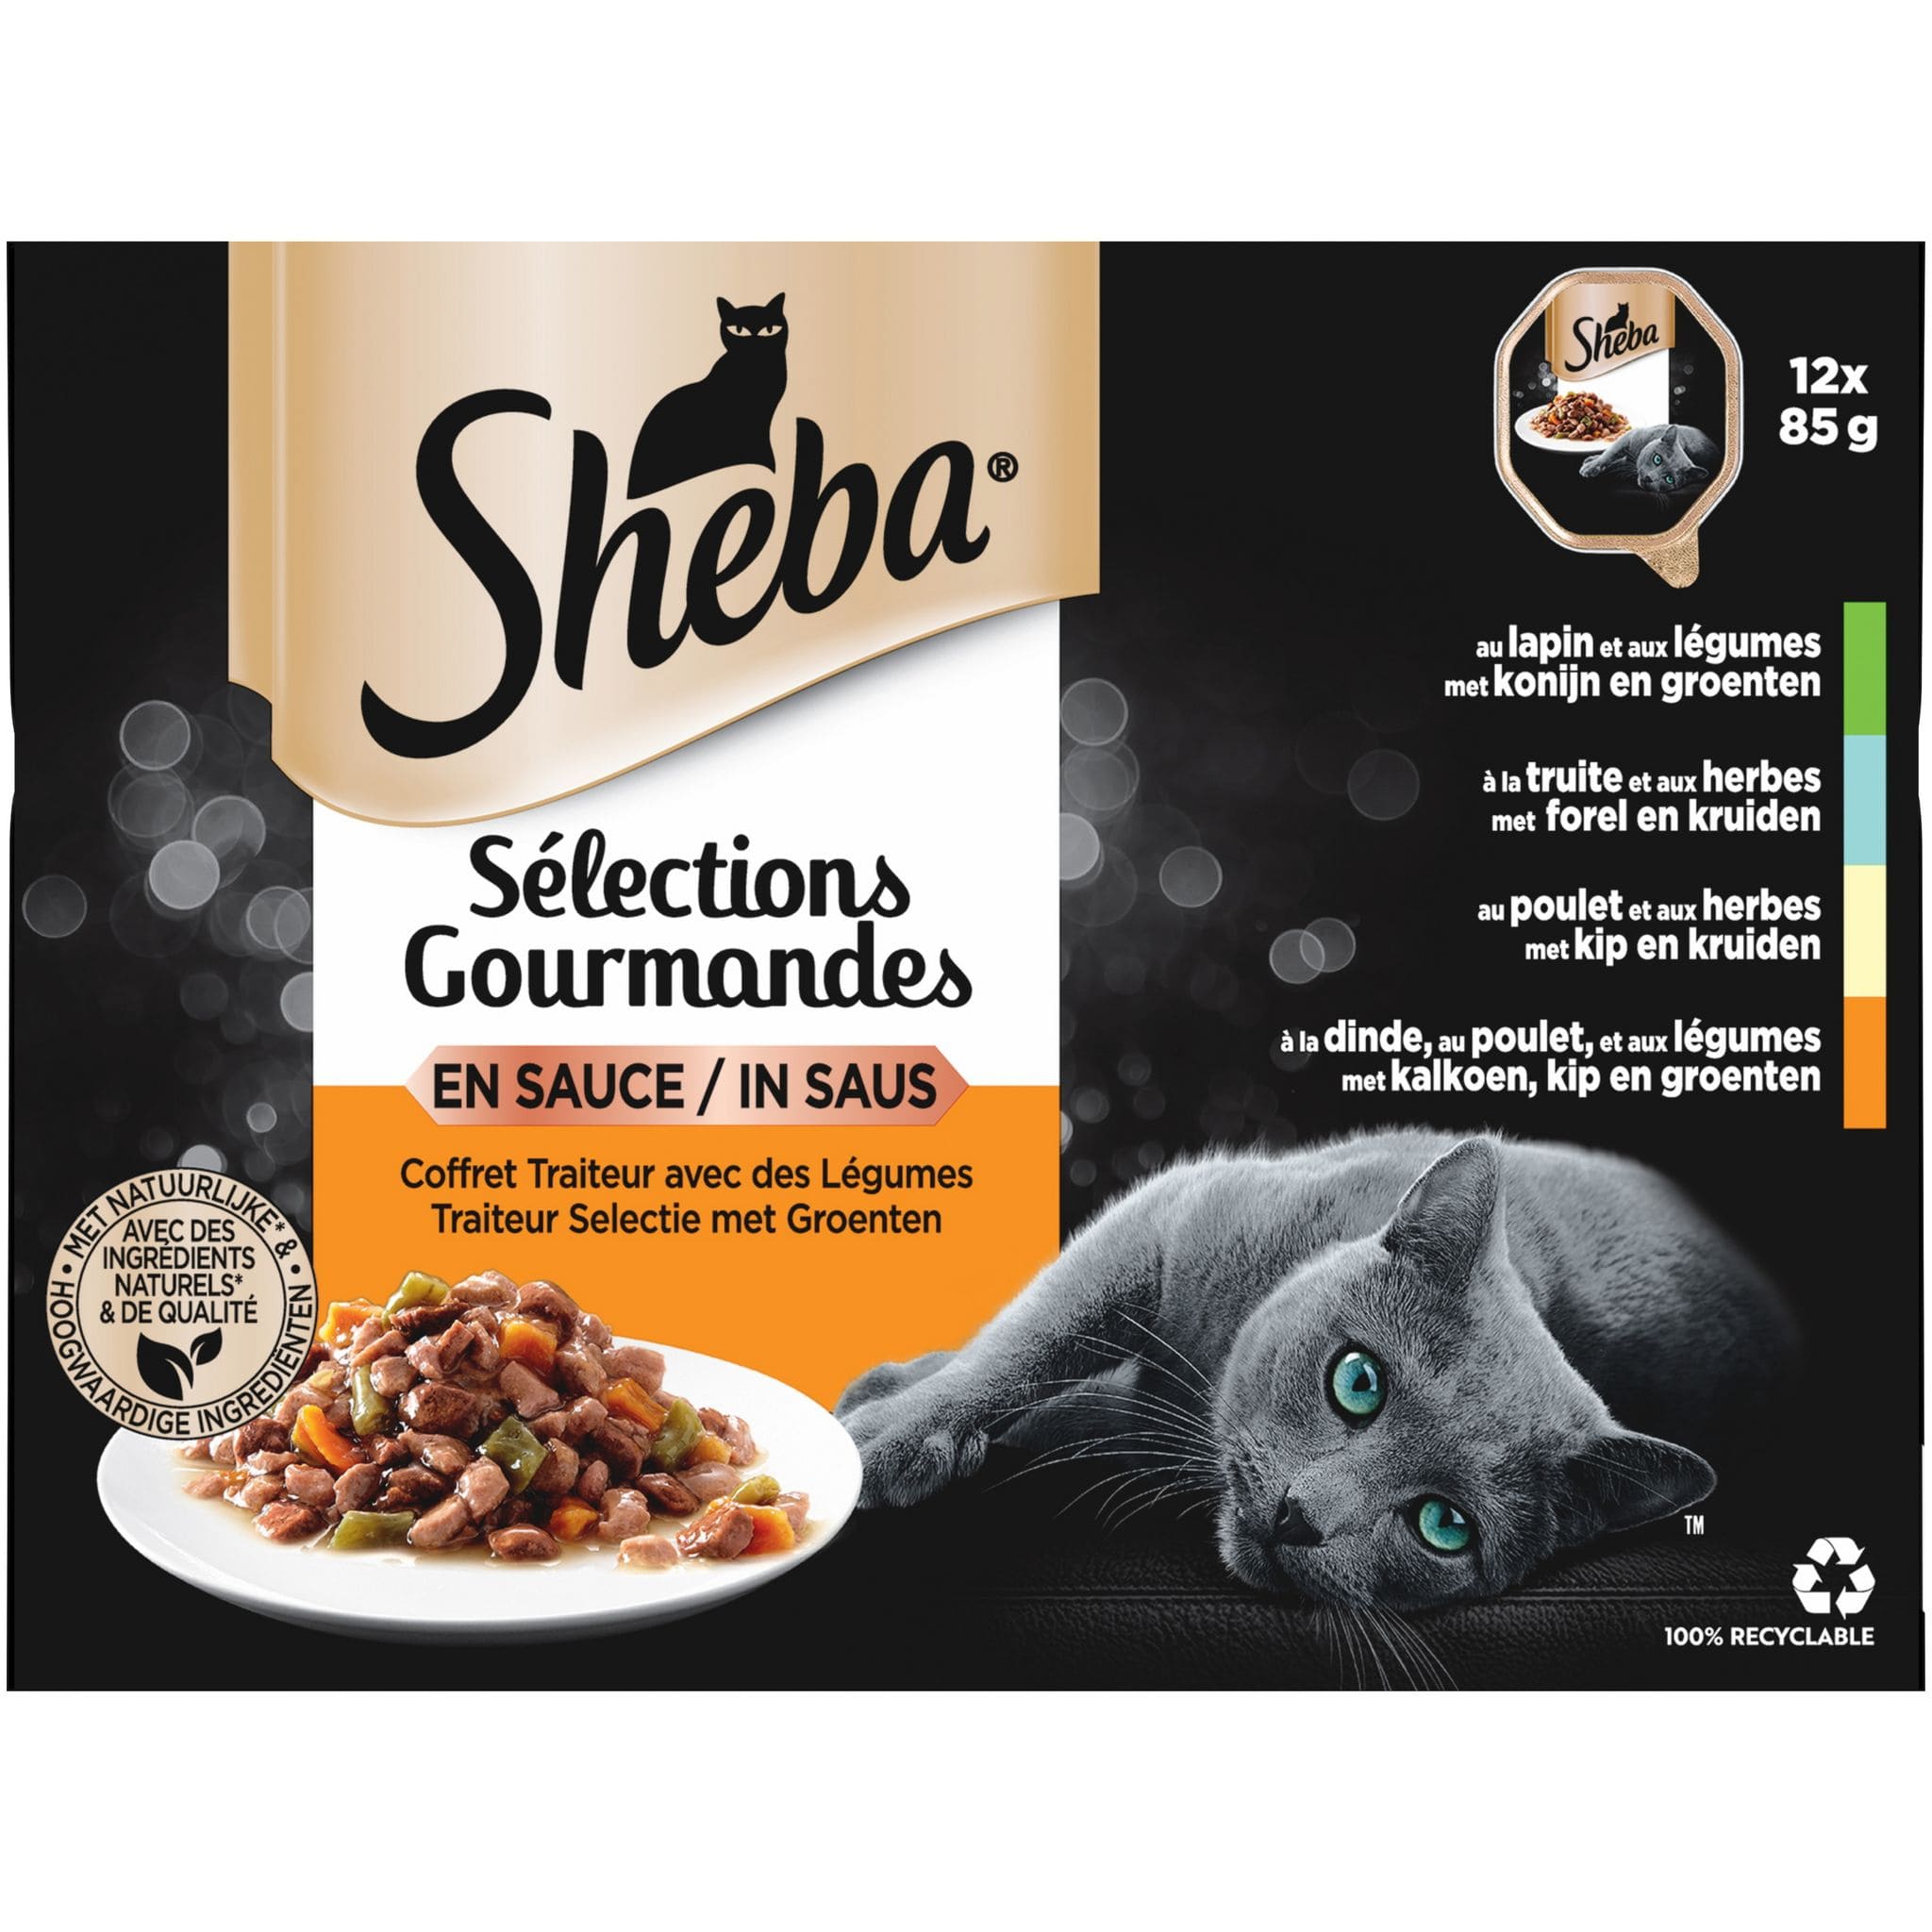 Sheba®
Sélections
Gourmandes
EN SAUCE / IN SAUS
Coffret Traiteur avec des Légumes
Traiteur Selectie met Groenten
• MET NATUURLIJKE* & •
HOOGWAARDIGE INGREDIËNTEN
AVEC DES
INGRÉDIENTS
NATURELS*
& DE QUALITÉ
Sheba
12x
85 g
au lapin et aux légumes
met konijn en groenten
à la truite et aux herbes
met forel en kruiden
au poulet et aux herbes
met kip en kruiden
à la dinde, au poulet, et aux légumes
met kalkoen, kip en groenten
TM
100% RECYCLABLE